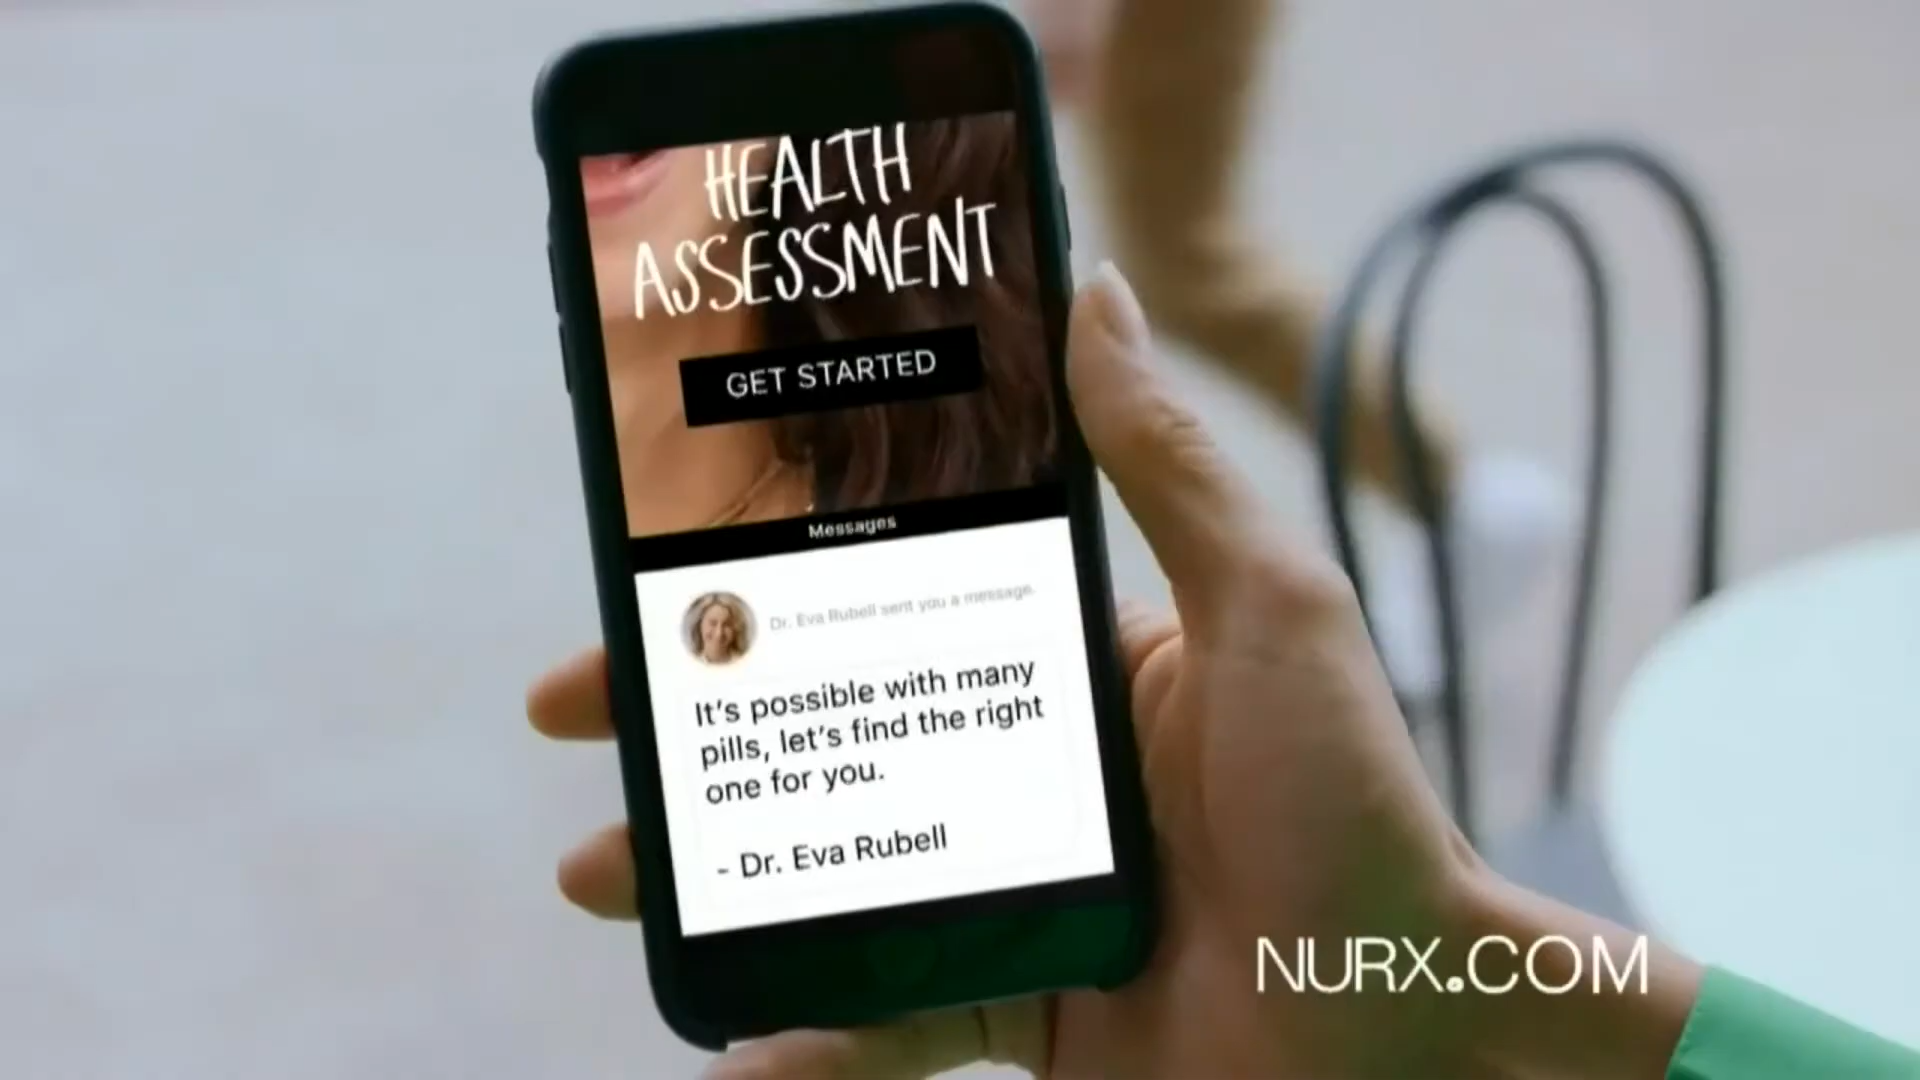 HEALTH
ASSESSMENT
GET STARTED
Messages
Dr. Eva Rubell sent you a message.
It's possible with many
pills, let's find the right
one for you.
- Dr. Eva Rubell
NURX.COM